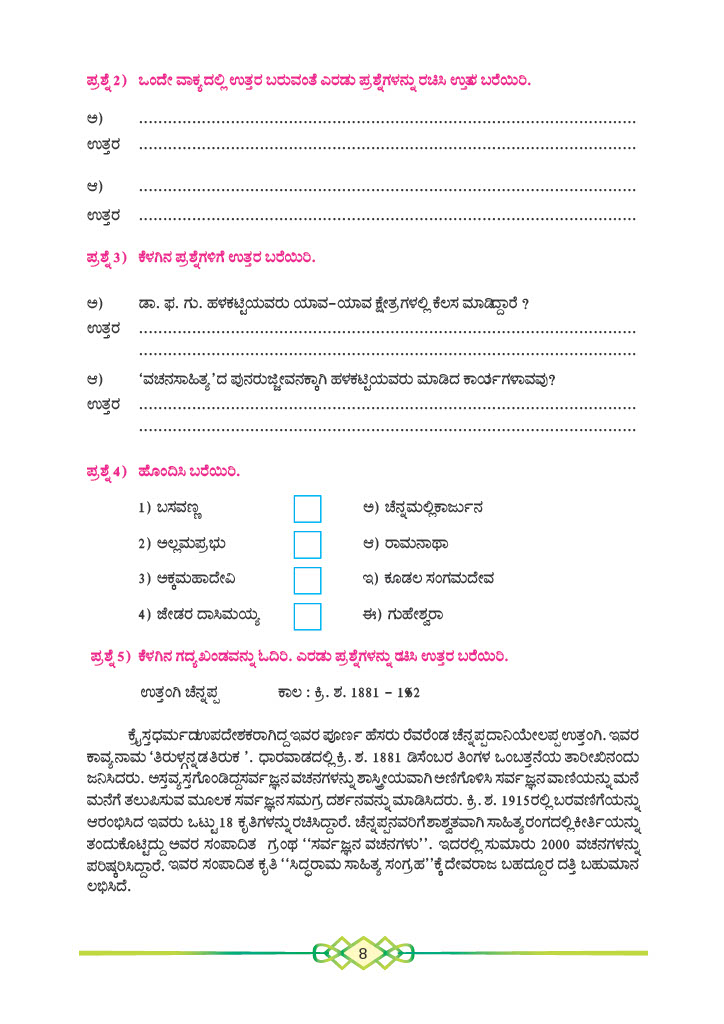 ಪ್ರಶ್ನೆ 2) ಒಂದೇ ವಾಕ್ಯದಲ್ಲಿ ಉತ್ತರ ಬರುವಂತೆ ಎರಡು ಪ್ರಶ್ನೆಗಳನ್ನು ರಚಿಸಿ ಉತ್ತರ ಬರೆಯಿರಿ.
ಅ) ......................................................................................................
ಉತ್ತರ ......................................................................................................
ಆ) ......................................................................................................
ಉತ್ತರ ......................................................................................................
ಪ್ರಶ್ನೆ 3) ಕೆಳಗಿನ ಪ್ರಶ್ನೆಗಳಿಗೆ ಉತ್ತರ ಬರೆಯಿರಿ.
ಅ) ಡಾ. ಫ. ಗು. ಹಳಕಟ್ಟಿಯವರು ಯಾವ-ಯಾವ ಕ್ಷೇತ್ರಗಳಲ್ಲಿ ಕೆಲಸ ಮಾಡಿದ್ದಾರೆ ?
ಉತ್ತರ ......................................................................................................
......................................................................................................
ಆ) 'ವಚನಸಾಹಿತ್ಯ'ದ ಪುನರುಜ್ಜೀವನಕ್ಕಾಗಿ ಹಳಕಟ್ಟಿಯವರು ಮಾಡಿದ ಕಾರ್ಯಗಳಾವವು?
ಉತ್ತರ ......................................................................................................
......................................................................................................
ಪ್ರಶ್ನೆ 4) ಹೊಂದಿಸಿ ಬರೆಯಿರಿ.
1) ಬಸವಣ್ಣ ಅ) ಚೆನ್ನಮಲ್ಲಿಕಾರ್ಜುನ
2) ಅಲ್ಲಮಪ್ರಭು ಆ) ರಾಮನಾಥಾ
3) ಅಕ್ಕಮಹಾದೇವಿ ಇ) ಕೂಡಲ ಸಂಗಮದೇವ
4) ಜೇಡರ ದಾಸಿಮಯ್ಯ ಈ) ಗುಹೇಶ್ವರಾ
ಪ್ರಶ್ನೆ 5) ಕೆಳಗಿನ ಗದ್ಯಖಂಡವನ್ನು ಓದಿರಿ. ಎರಡು ಪ್ರಶ್ನೆಗಳನ್ನು ರಚಿಸಿ ಉತ್ತರ ಬರೆಯಿರಿ.
ಉತ್ತಂಗಿ ಚೆನ್ನಪ್ಪ ಕಾಲ : ಕ್ರಿ. ಶ. 1881 - 1962
ಕ್ರೈಸ್ತಧರ್ಮದ ಉಪದೇಶಕರಾಗಿದ್ದ ಇವರ ಪೂರ್ಣ ಹೆಸರು ರೆವರೆಂಡ ಚೆನ್ನಪ್ಪದಾನಿಯೇಲಪ್ಪ ಉತ್ತಂಗಿ. ಇವರ
ಕಾವ್ಯನಾಮ 'ತಿರುಳ್ಗನ್ನಡ ತಿರುಕ '. ಧಾರವಾಡದಲ್ಲಿ ಕ್ರಿ. ಶ. 1881 ಡಿಸೆಂಬರ ತಿಂಗಳ ಒಂಬತ್ತನೆಯ ತಾರೀಖಿನಂದು
ಜನಿಸಿದರು. ಅಸ್ತವ್ಯಸ್ತಗೊಂಡಿದ್ದ ಸರ್ವಜ್ಞನ ವಚನಗಳನ್ನು ಶಾಸ್ತ್ರೀಯವಾಗಿ ಅಣಿಗೊಳಿಸಿ ಸರ್ವಜ್ಞನ ವಾಣಿಯನ್ನು ಮನೆ
ಮನೆಗೆ ತಲುಪಿಸುವ ಮೂಲಕ ಸರ್ವಜ್ಞನ ಸಮಗ್ರ ದರ್ಶನವನ್ನು ಮಾಡಿಸಿದರು. ಕ್ರಿ. ಶ. 1915ರಲ್ಲಿ ಬರವಣಿಗೆಯನ್ನು
ಆರಂಭಿಸಿದ ಇವರು ಒಟ್ಟು 18 ಕೃತಿಗಳನ್ನು ರಚಿಸಿದ್ದಾರೆ. ಚೆನ್ನಪ್ಪನವರಿಗೆ ಶಾಶ್ವತವಾಗಿ ಸಾಹಿತ್ಯರಂಗದಲ್ಲಿ ಕೀರ್ತಿಯನ್ನು
ತಂದುಕೊಟ್ಟಿದ್ದು ಅವರ ಸಂಪಾದಿತ ಗ್ರಂಥ ''ಸರ್ವಜ್ಞನ ವಚನಗಳು''. ಇದರಲ್ಲಿ ಸುಮಾರು 2000 ವಚನಗಳನ್ನು
ಪರಿಷ್ಕರಿಸಿದ್ದಾರೆ. ಇವರ ಸಂಪಾದಿತ ಕೃತಿ ''ಸಿದ್ಧರಾಮ ಸಾಹಿತ್ಯ ಸಂಗ್ರಹ''ಕ್ಕೆ ದೇವರಾಜ ಬಹದ್ದೂರ ದತ್ತಿ ಬಹುಮಾನ
ಲಭಿಸಿದೆ.
8